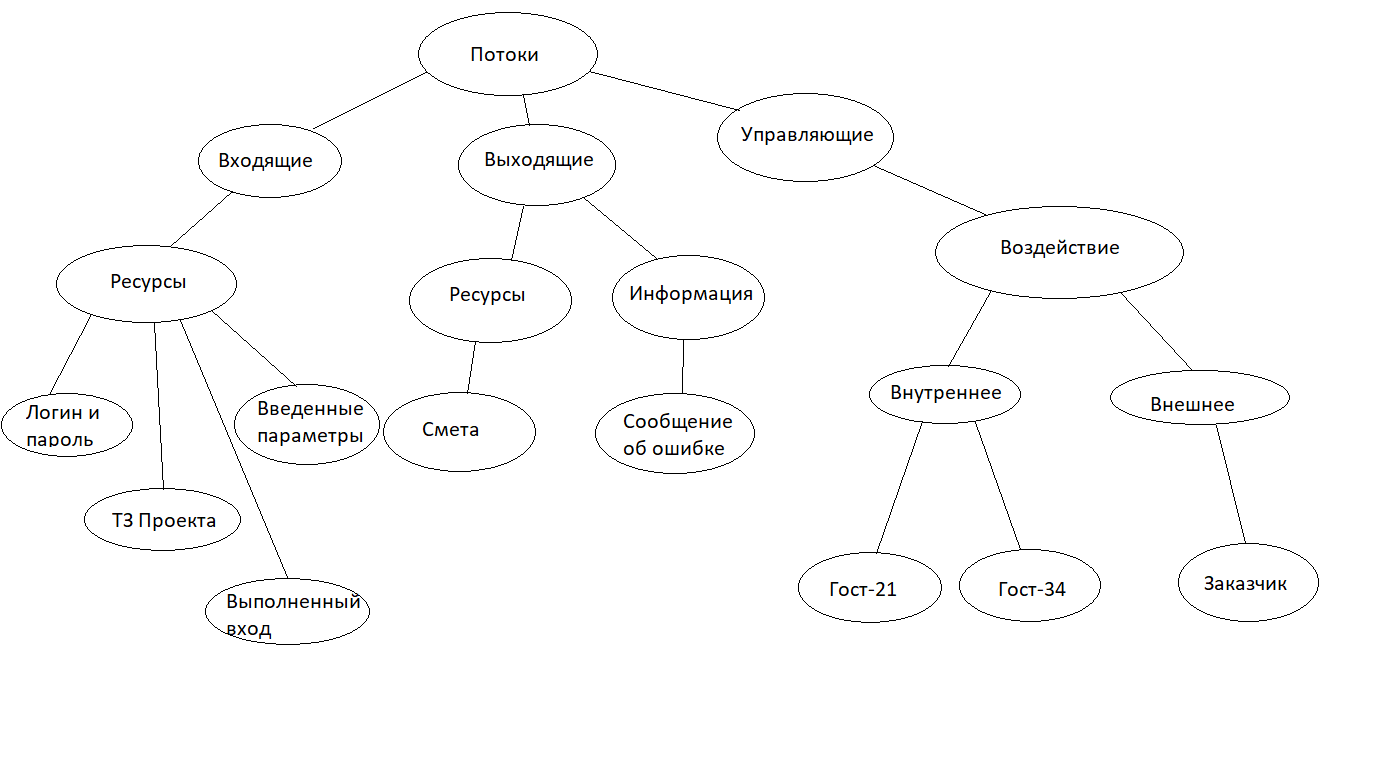 Потоки
Входящие
Выходящие
Управляющие
Воздействие
Ресурсы
Ресурсы
Информация
Внутреннее
Внешнее
Логин и
пароль
Введенные
параметры
Смета
Сообщение
об ошибке
ТЗ Проекта
Выполненный
вход
Гост-21
Гост-34
Заказчик